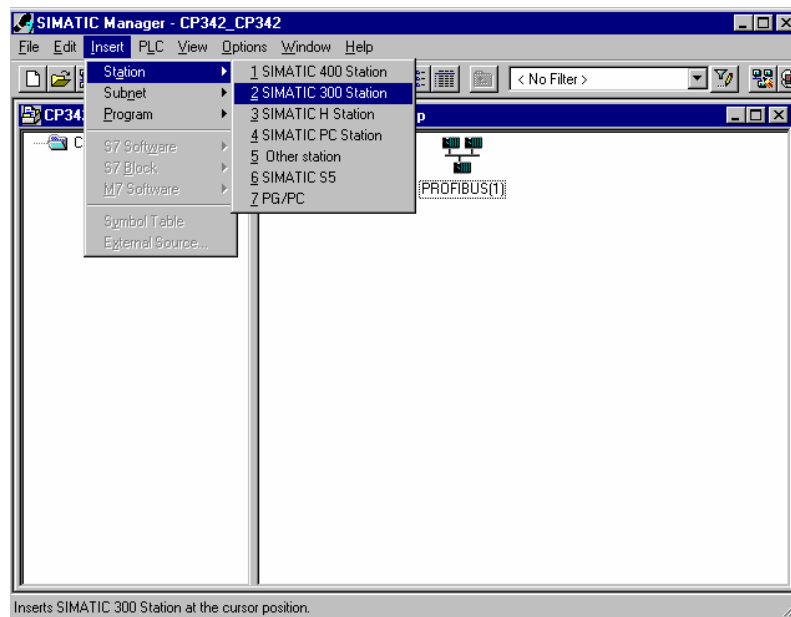 SIMATIC Manager - CP342_CP342
File Edit Insert PLC View Options Window Help
< No Filter >
Station
Subnet
Program
S7 Software
S7 Block
M7 Software
Symbol Table
External Source...
1 SIMATIC 400 Station
2 SIMATIC 300 Station
3 SIMATIC H Station
4 SIMATIC PC Station
5 Other station
6 SIMATIC S5
7 PG/PC
PROFIBUS(1)
Inserts SIMATIC 300 Station at the cursor position.